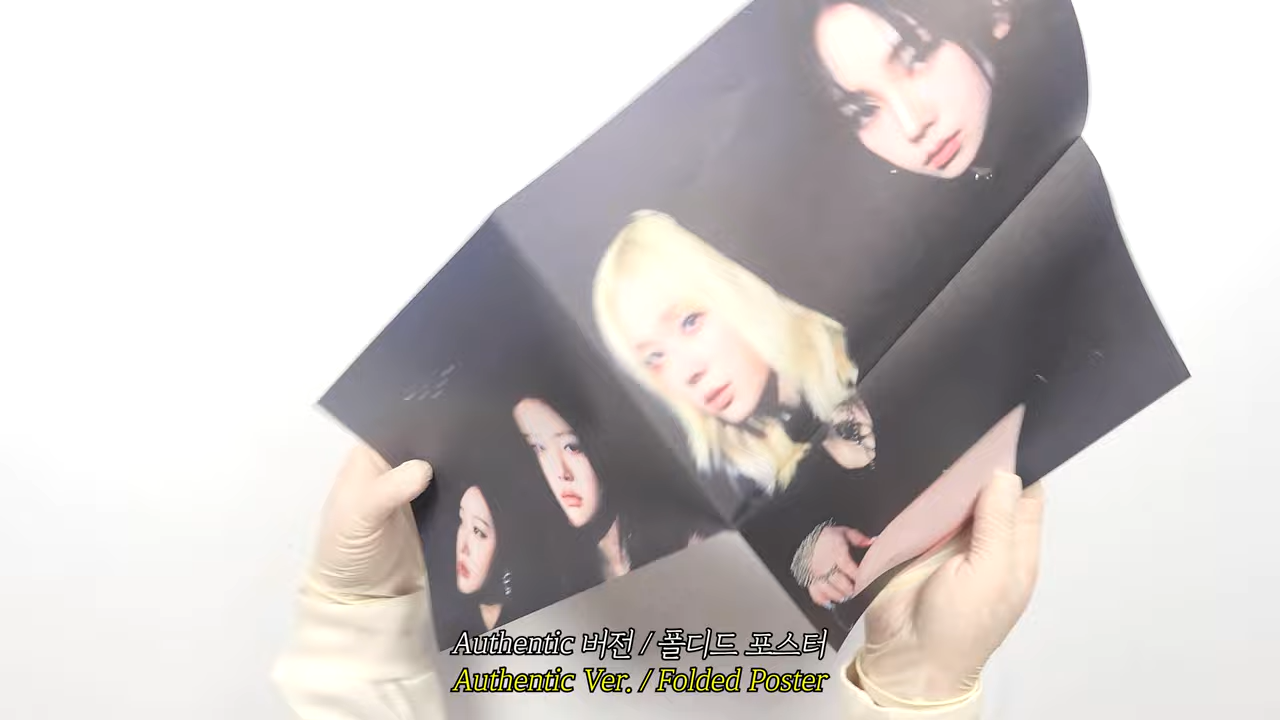 Authentic 버전 / 폴디드 포스터
Authentic Ver. / Folded Poster